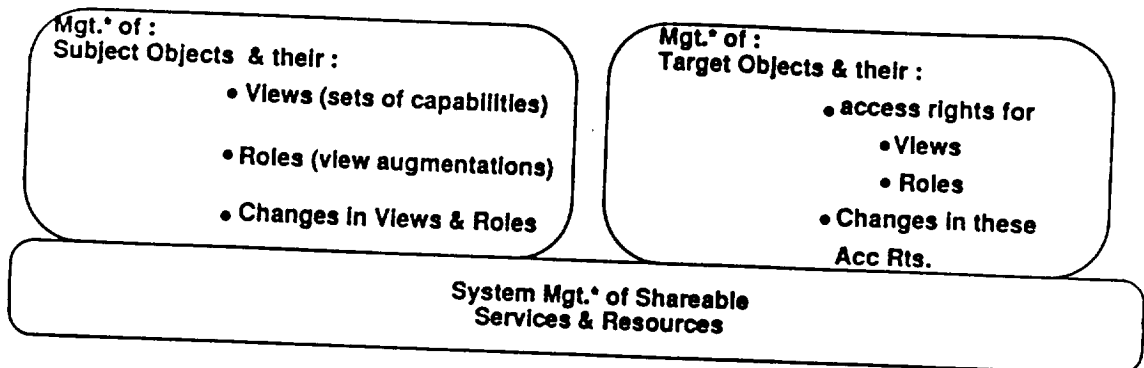 Mgt.* of :
Subject Objects & their :
• Views (sets of capabilities)
• Roles (view augmentations)
• Changes in Views & Roles
Mgt.* of :
Target Objects & their :
• access rights for
• Views
• Roles
• Changes in these
Acc Rts.
System Mgt.* of Shareable
Services & Resources